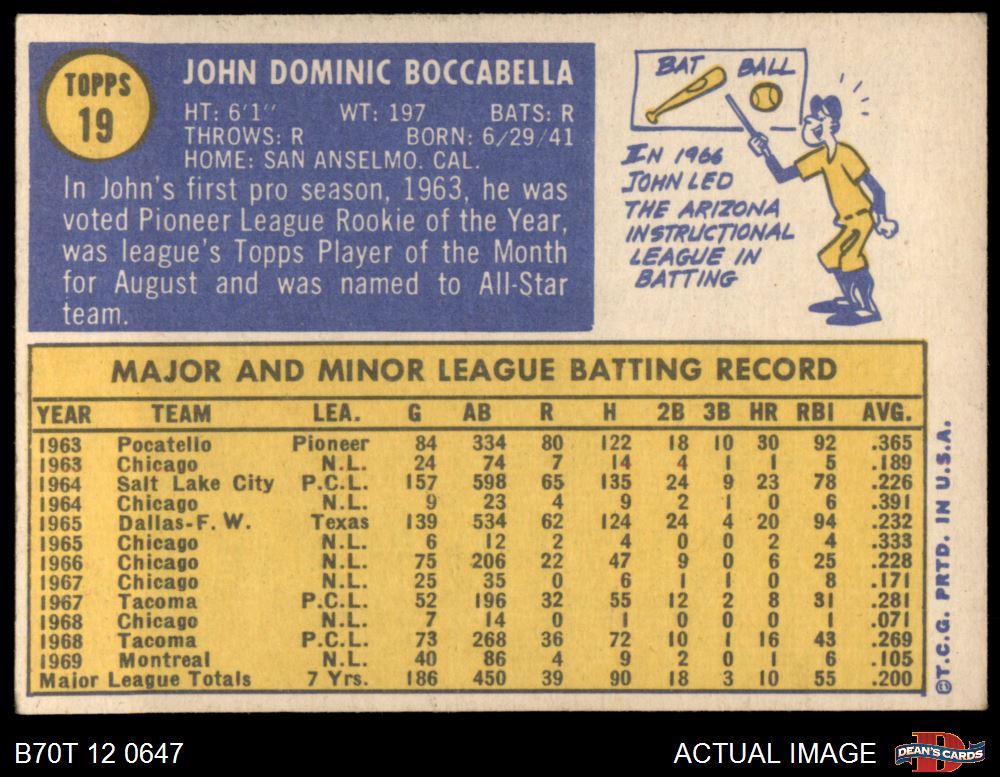 TOPPS
19
JOHN DOMINIC BOCCABELLA
HT: 6'1" WT: 197 BATS: R
THROWS: R BORN: 6/29/41
HOME: SAN ANSELMO. CAL.
In John's first pro season, 1963, he was
voted Pioneer League Rookie of the Year,
was league's Topps Player of the Month
for August and was named to All-Star
team.
BAT BALL
IN 1966
JOHN LED
THE ARIZONA
INSTRUCTIONAL
LEAGUE IN
BATTING
MAJOR AND MINOR LEAGUE BATTING RECORD
YEAR TEAM LEA. G AB R H 2B 3B HR RBI AVG.
1963 Pocatello Pioneer 84 334 80 122 18 10 30 92 .365
1963 Chicago N.L. 24 74 7 14 4 1 1 5 .189
1964 Salt Lake City P.C.L. 157 598 65 135 24 9 23 78 .226
1964 Chicago N.L. 9 23 4 9 2 1 0 6 .391
1965 Dallas-F. W. Texas 139 534 62 124 24 4 20 94 .232
1965 Chicago N.L. 6 12 2 4 0 0 2 4 .333
1966 Chicago N.L. 75 206 22 47 9 0 6 25 .228
1967 Chicago N.L. 25 35 0 6 1 1 0 8 .171
1967 Tacoma P.C.L. 52 196 32 55 12 2 8 31 .281
1968 Chicago N.L. 7 14 0 1 0 0 0 1 .071
1968 Tacoma P.C.L. 73 268 36 72 10 1 16 43 .269
1969 Montreal N.L. 40 86 4 9 2 0 1 6 .105
Major League Totals 7 Yrs. 186 450 39 90 18 3 10 55 .200
©T.C.G. PRTD. IN U.S.A.
B70T 12 0647
ACTUAL IMAGE
D
DEAN'S CARDS